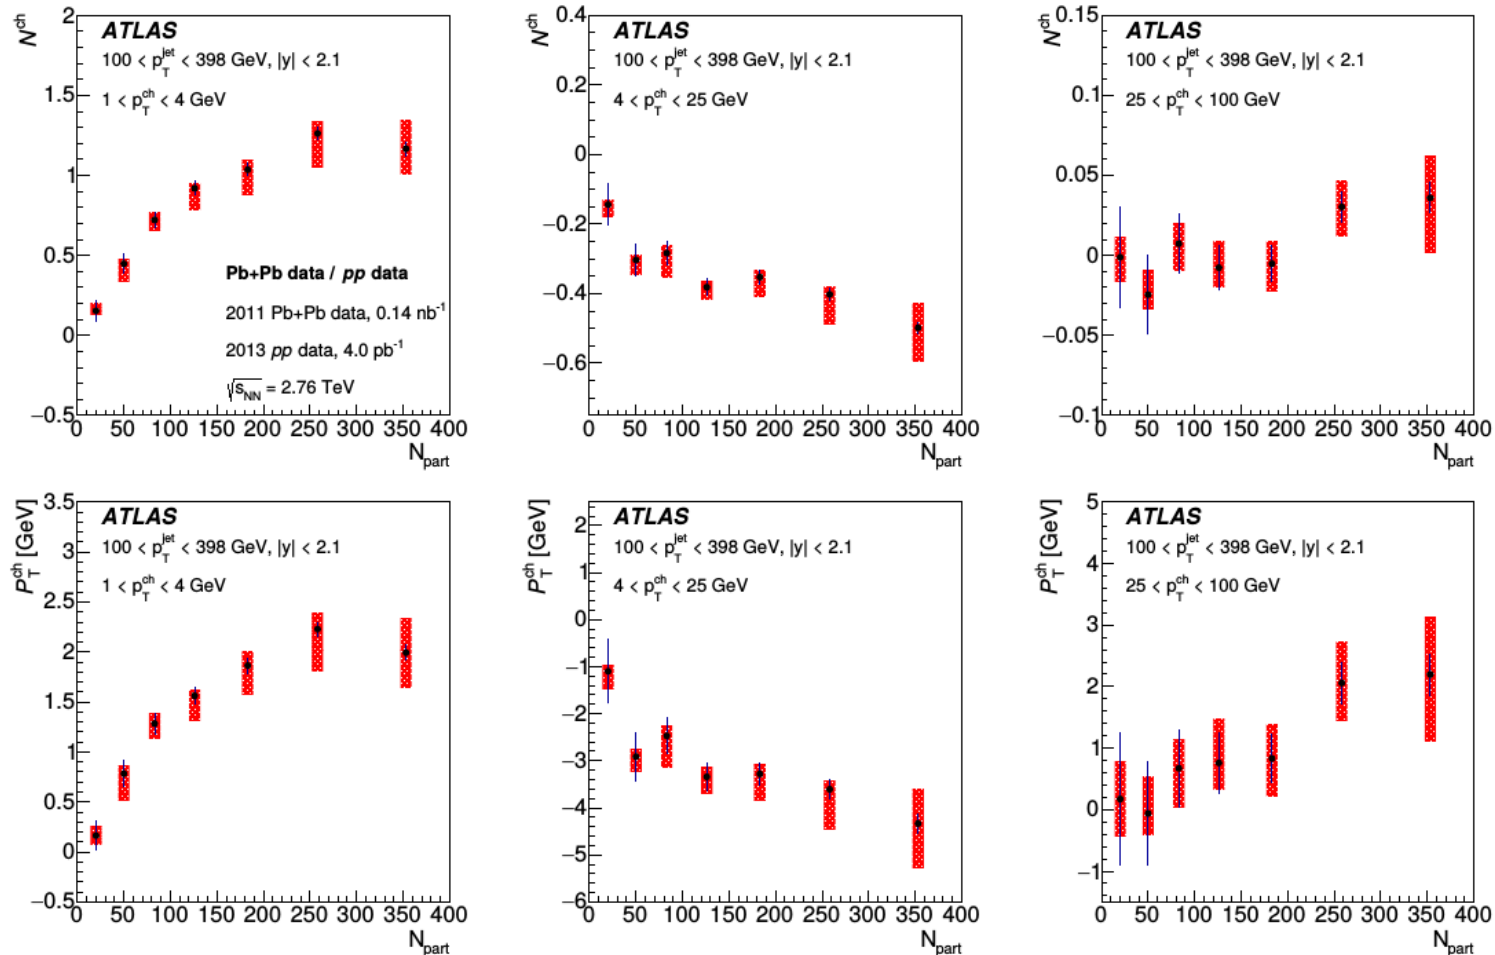 N^ch
2
1.5
1
0.5
0
−0.5
ATLAS
100 < p_T^jet < 398 GeV, |y| < 2.1
1 < p_T^ch < 4 GeV
Pb+Pb data / pp data
2011 Pb+Pb data, 0.14 nb^-1
2013 pp data, 4.0 pb^-1
√s_NN = 2.76 TeV
0 50 100 150 200 250 300 350 400
N_part
N^ch
0.4
0.2
0
−0.2
−0.4
−0.6
ATLAS
100 < p_T^jet < 398 GeV, |y| < 2.1
4 < p_T^ch < 25 GeV
0 50 100 150 200 250 300 350 400
N_part
N^ch
0.15
0.1
0.05
0
−0.05
−0.1
ATLAS
100 < p_T^jet < 398 GeV, |y| < 2.1
25 < p_T^ch < 100 GeV
0 50 100 150 200 250 300 350 400
N_part
P_T^ch [GeV]
3.5
3
2.5
2
1.5
1
0.5
0
−0.5
ATLAS
100 < p_T^jet < 398 GeV, |y| < 2.1
1 < p_T^ch < 4 GeV
0 50 100 150 200 250 300 350 400
N_part
P_T^ch [GeV]
2
1
0
−1
−2
−3
−4
−5
−6
ATLAS
100 < p_T^jet < 398 GeV, |y| < 2.1
4 < p_T^ch < 25 GeV
0 50 100 150 200 250 300 350 400
N_part
P_T^ch [GeV]
5
4
3
2
1
0
−1
ATLAS
100 < p_T^jet < 398 GeV, |y| < 2.1
25 < p_T^ch < 100 GeV
0 50 100 150 200 250 300 350 400
N_part